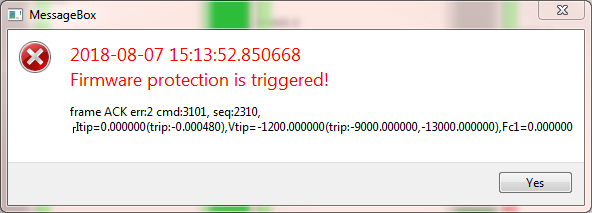 MessageBox
2018-08-07 15:13:52.850668
Firmware protection is triggered!
frame ACK err:2 cmd:3101, seq:2310,
rItip=0.000000(trip:-0.000480),Vtip=-1200.000000(trip:-9000.000000,-13000.000000),Fc1=0.000000
Yes